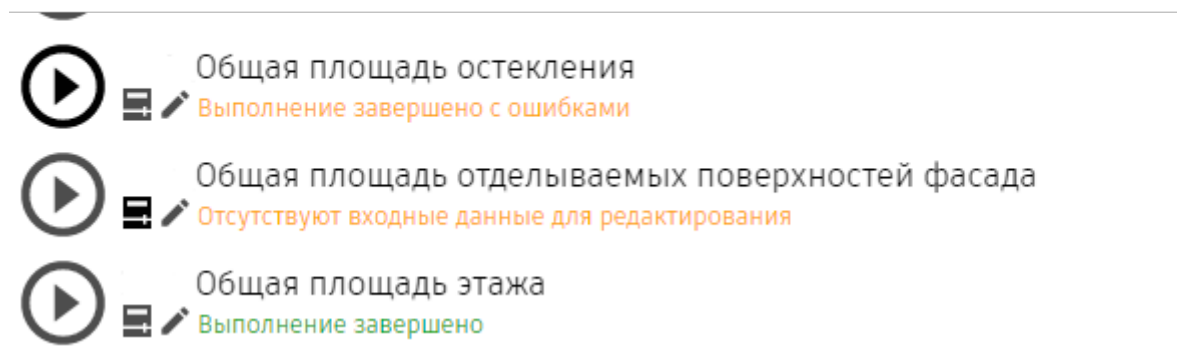 Общая площадь остекления
Выполнение завершено с ошибками
Общая площадь отделываемых поверхностей фасада
Отсутствуют входные данные для редактирования
Общая площадь этажа
Выполнение завершено